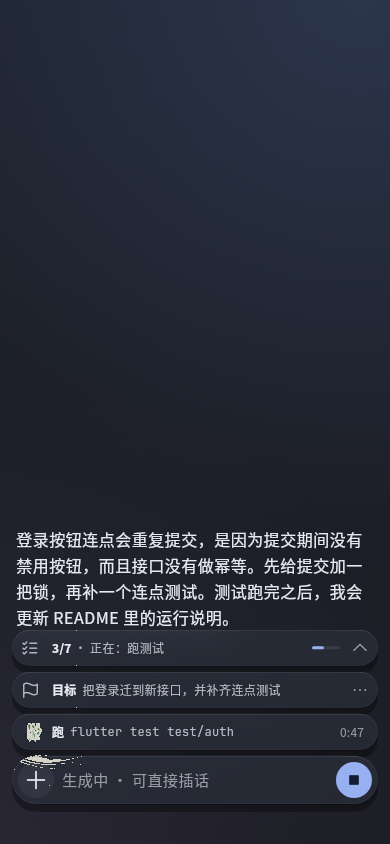 登录按钮连点会重复提交，是因为提交期间没有
禁用按钮，而且接口没有做幂等。先给提交加一
把锁，再补一个连点测试。测试跑完之后，我会
更新 README 里的运行说明。
3/7 · 正在：跑测试
目标 把登录迁到新接口，并补齐连点测试
跑 flutter test test/auth 0:47
生成中 · 可直接插话